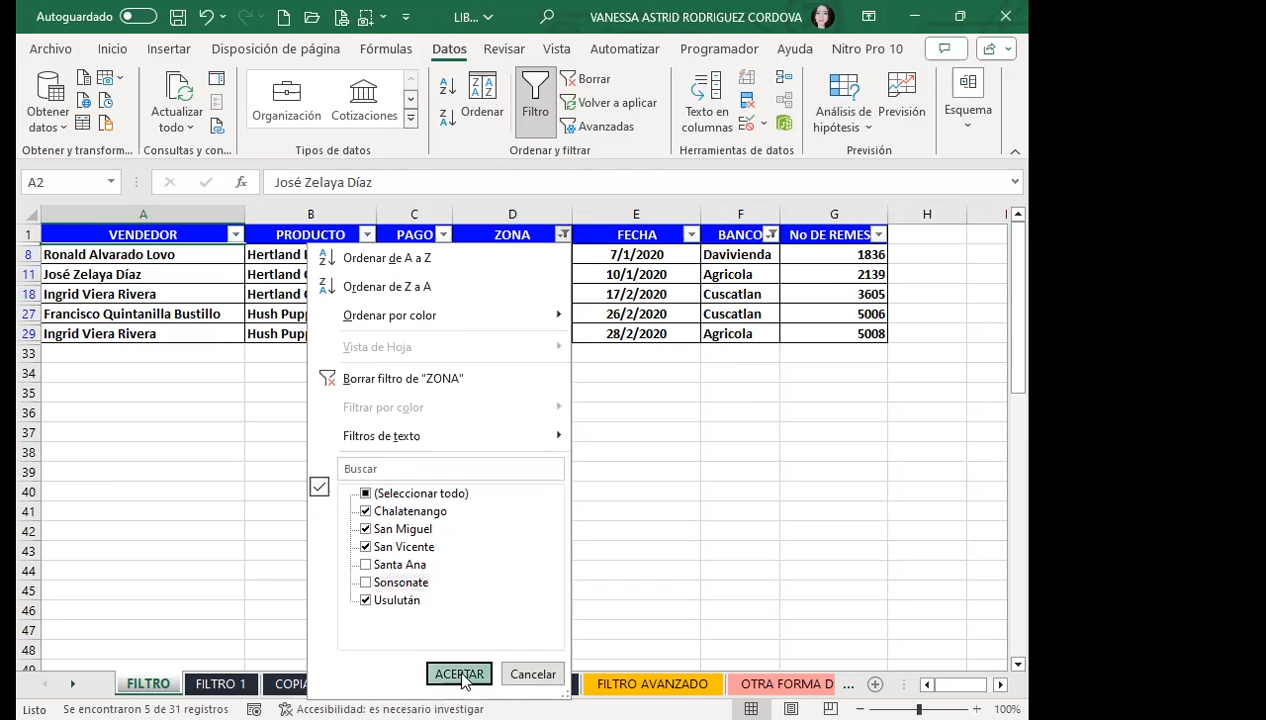 Autoguardado LIB... VANESSA ASTRID RODRIGUEZ CORDOVA
Archivo Inicio Insertar Disposición de página Fórmulas Datos Revisar Vista Automatizar Programador Ayuda Nitro Pro 10
Obtener datos
Actualizar todo
Organización Cotizaciones
Ordenar
Filtro
Borrar
Volver a aplicar
Avanzadas
Texto en columnas
Análisis de hipótesis
Previsión
Esquema
Obtener y transform... Consultas y con... Tipos de datos Ordenar y filtrar Herramientas de datos Previsión
A2 fx José Zelaya Díaz
A B C D E F G H I
1 VENDEDOR PRODUCTO PAGO ZONA FECHA BANCO No DE REMES
8 Ronald Alvarado Lovo Hertland 7/1/2020 Davivienda 1836
11 José Zelaya Díaz Hertland 10/1/2020 Agricola 2139
18 Ingrid Viera Rivera Hertland 17/2/2020 Cuscatlan 3605
27 Francisco Quintanilla Bustillo Hush Pupp 26/2/2020 Cuscatlan 5006
29 Ingrid Viera Rivera Hush Pupp 28/2/2020 Agricola 5008
33
34
35
36
37
38
39
40
41
42
43
44
45
46
47
48
49
Ordenar de A a Z
Ordenar de Z a A
Ordenar por color
Vista de Hoja
Borrar filtro de "ZONA"
Filtrar por color
Filtros de texto
Buscar
(Seleccionar todo)
Chalatenango
San Miguel
San Vicente
Santa Ana
Sonsonate
Usulután
ACEPTAR Cancelar
FILTRO FILTRO 1 COPIA FILTRO AVANZADO OTRA FORMA D ...
Listo Se encontraron 5 de 31 registros Accesibilidad: es necesario investigar 100%